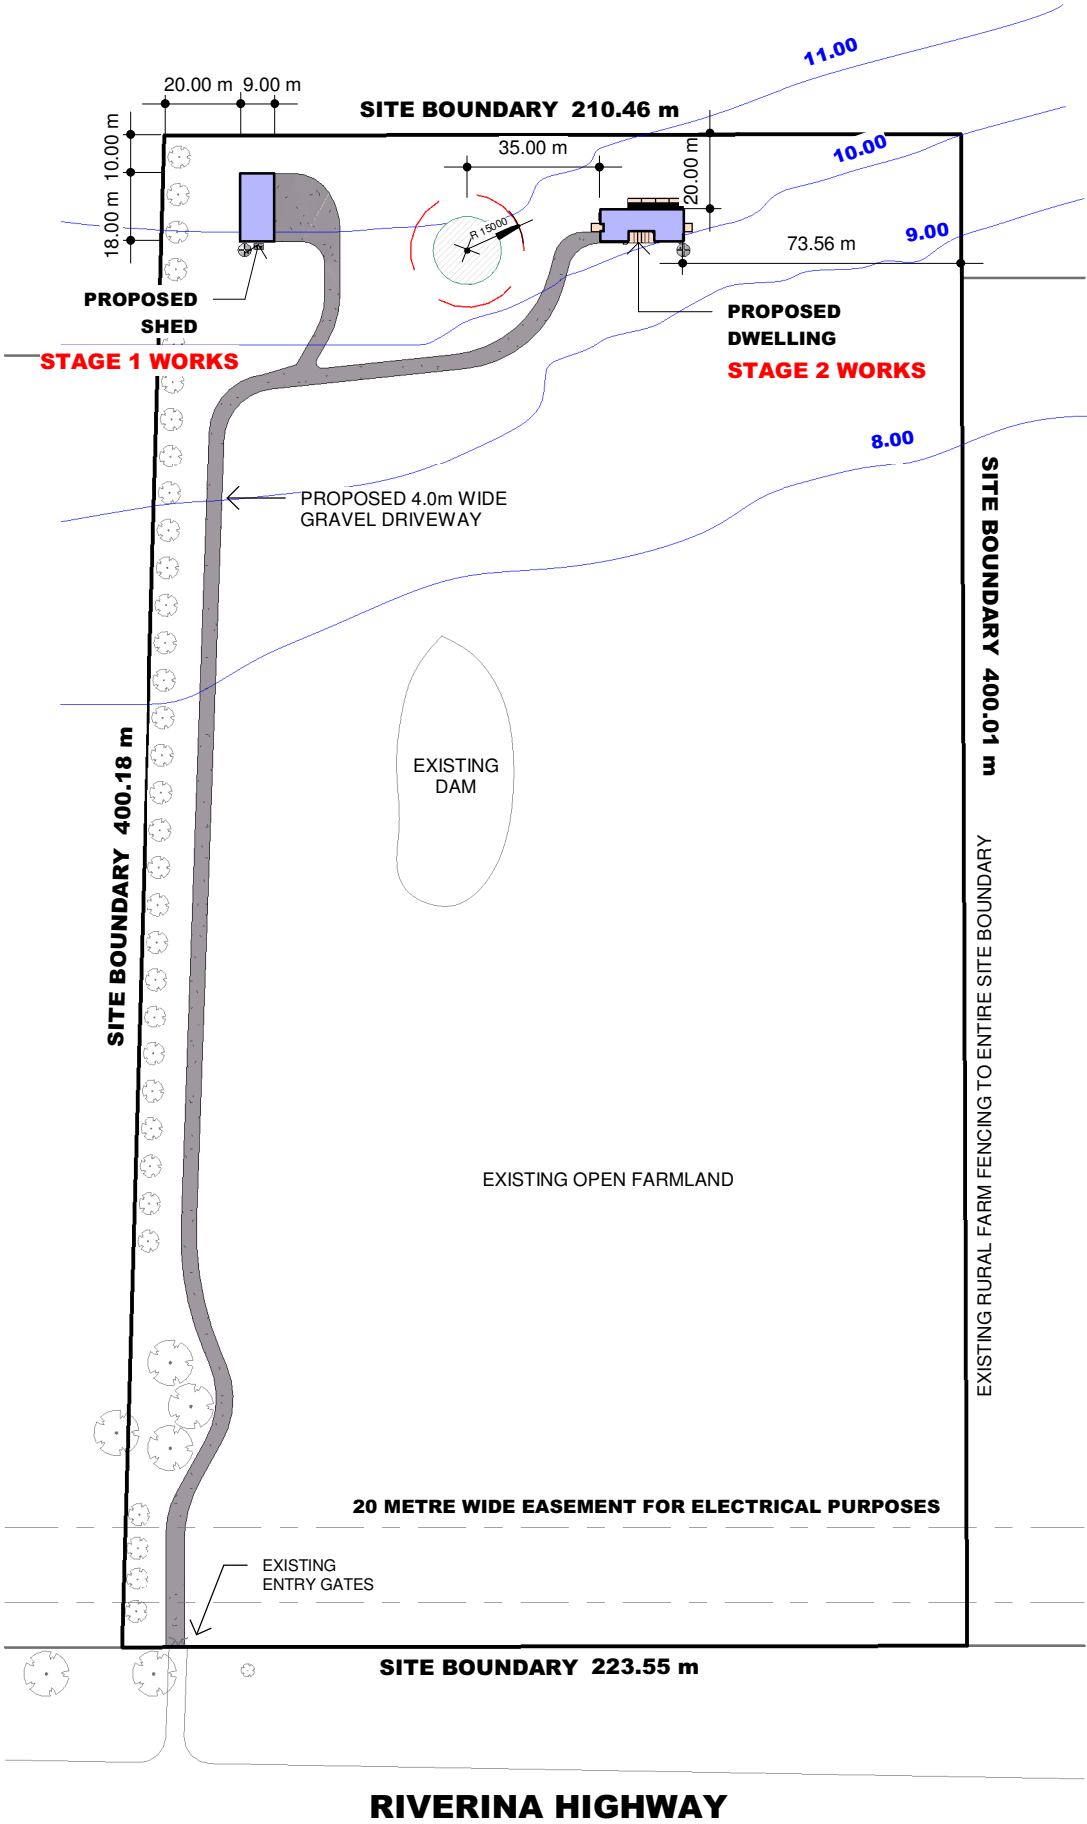 11.00
20.00 m
9.00 m
SITE BOUNDARY 210.46 m
10.00 m
35.00 m
20.00 m
10.00
18.00 m
R 15000
9.00
73.56 m
PROPOSED
SHED
STAGE 1 WORKS
PROPOSED
DWELLING
STAGE 2 WORKS
8.00
PROPOSED 4.0m WIDE
GRAVEL DRIVEWAY
SITE BOUNDARY 400.01 m
EXISTING
DAM
SITE BOUNDARY 400.18 m
EXISTING RURAL FARM FENCING TO ENTIRE SITE BOUNDARY
EXISTING OPEN FARMLAND
20 METRE WIDE EASEMENT FOR ELECTRICAL PURPOSES
EXISTING
ENTRY GATES
SITE BOUNDARY 223.55 m
RIVERINA HIGHWAY